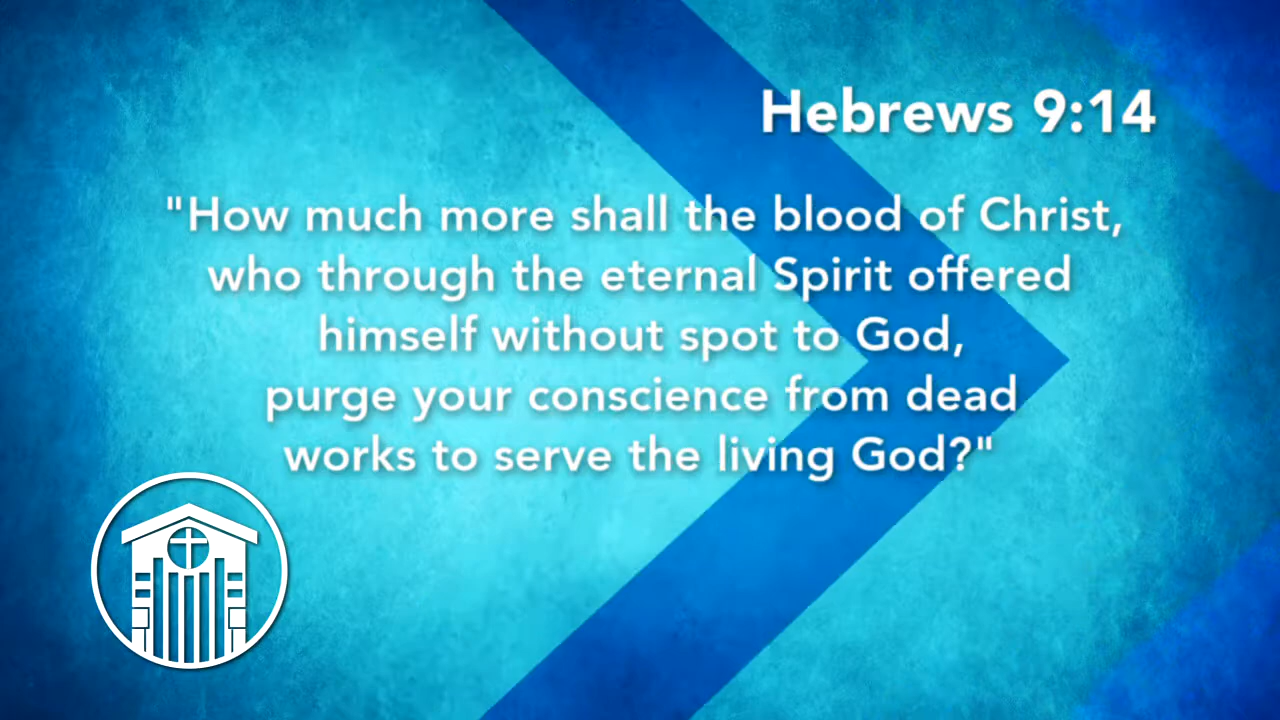 Hebrews 9:14
"How much more shall the blood of Christ,
who through the eternal Spirit offered
himself without spot to God,
purge your conscience from dead
works to serve the living God?"